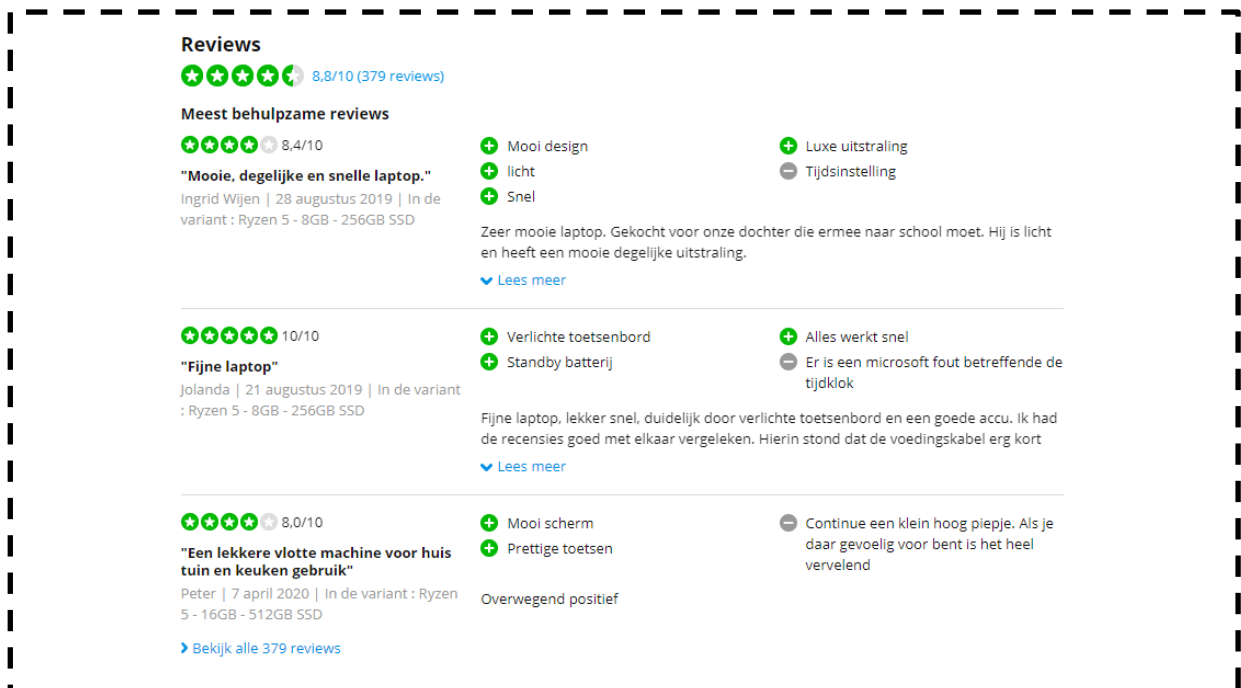 Reviews
8,8/10 (379 reviews)
Meest behulpzame reviews
8,4/10
"Mooie, degelijke en snelle laptop."
Ingrid Wijen | 28 augustus 2019 | In de
variant : Ryzen 5 - 8GB - 256GB SSD
Mooi design
licht
Snel
Luxe uitstraling
Tijdsinstelling
Zeer mooie laptop. Gekocht voor onze dochter die ermee naar school moet. Hij is licht
en heeft een mooie degelijke uitstraling.
Lees meer
10/10
"Fijne laptop"
Jolanda | 21 augustus 2019 | In de variant
: Ryzen 5 - 8GB - 256GB SSD
Verlichte toetsenbord
Standby batterij
Alles werkt snel
Er is een microsoft fout betreffende de
tijdklok
Fijne laptop, lekker snel, duidelijk door verlichte toetsenbord en een goede accu. Ik had
de recensies goed met elkaar vergeleken. Hierin stond dat de voedingskabel erg kort
Lees meer
8,0/10
"Een lekkere vlotte machine voor huis
tuin en keuken gebruik"
Peter | 7 april 2020 | In de variant : Ryzen
5 - 16GB - 512GB SSD
Mooi scherm
Prettige toetsen
Continue een klein hoog piepje. Als je
daar gevoelig voor bent is het heel
vervelend
Overwegend positief
Bekijk alle 379 reviews